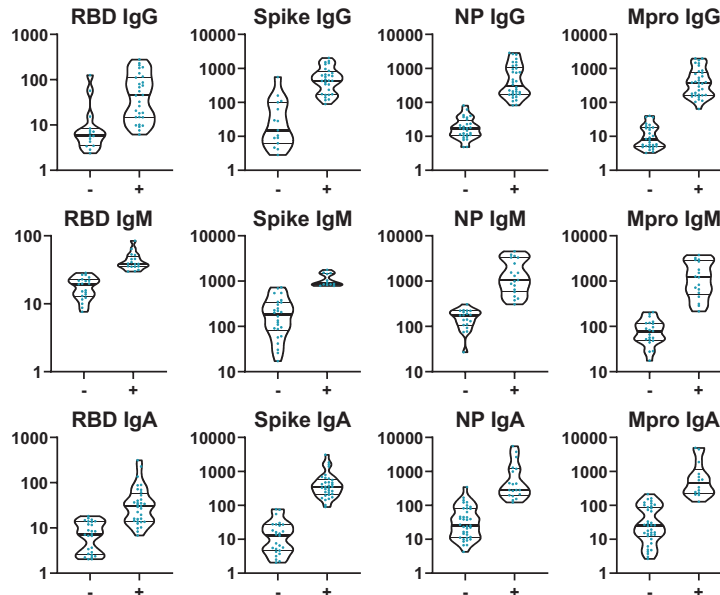 RBD IgG Spike IgG NP IgG Mpro IgG
1000 1000 10000 10000
100 1000 1000
100
100 100
10
10 10 10
1 1 1 1
- + - + - + - +
RBD IgM Spike IgM NP IgM Mpro IgM
100 10000 10000 10000
1000 1000 1000
10
100 100 100
1 10 10 10
- + - + - + - +
RBD IgA Spike IgA NP IgA Mpro IgA
1000 10000 10000 10000
100 1000 1000 1000
100 100 100
10
10 10 10
1 1 1 1
- + - + - + - +